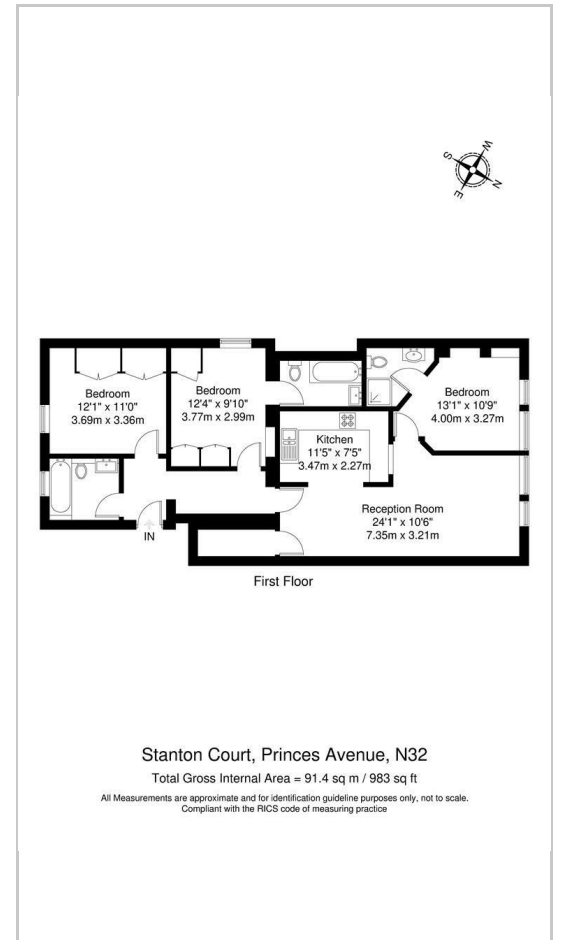 S
W
N
E
Bedroom
12'1" x 11'0"
3.69m x 3.36m
Bedroom
12'4" x 9'10"
3.77m x 2.99m
Bedroom
13'1" x 10'9"
4.00m x 3.27m
Kitchen
11'5" x 7'5"
3.47m x 2.27m
Reception Room
24'1" x 10'6"
7.35m x 3.21m
IN
First Floor
Stanton Court, Princes Avenue, N32
Total Gross Internal Area = 91.4 sq m / 983 sq ft
All Measurements are approximate and for identification guideline purposes only, not to scale.
Compliant with the RICS code of measuring practice